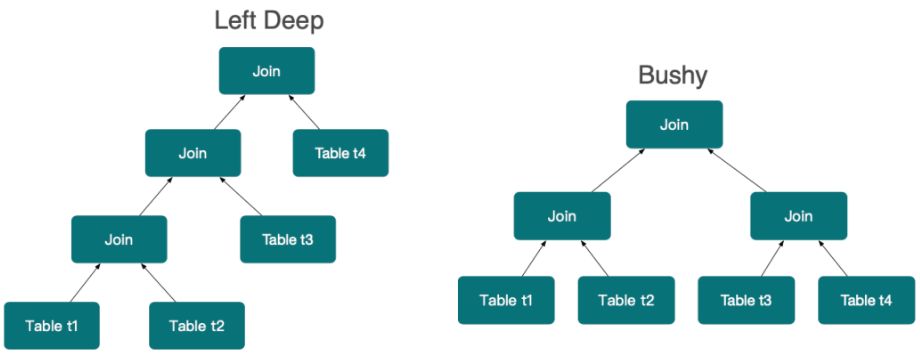 Left Deep
Join
Join
Table t4
Join
Table t3
Table t1
Table t2
Bushy
Join
Join
Join
Table t1
Table t2
Table t3
Table t4